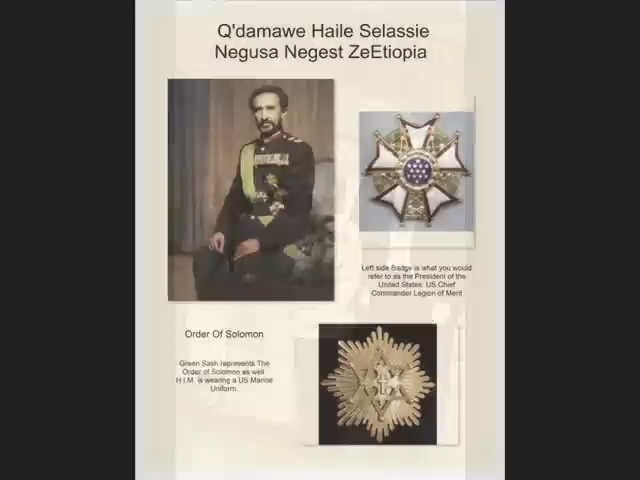 Q'damawe Haile Selassie
Negusa Negest ZeEtiopia
Left side Badge is what you would
refer to as the President of the
United States. US Chief
Commander Legion of Merit
Order Of Solomon
Green Sash represents The
Order of Solomon as well
H.I.M. is wearing a US Marine
Uniform.